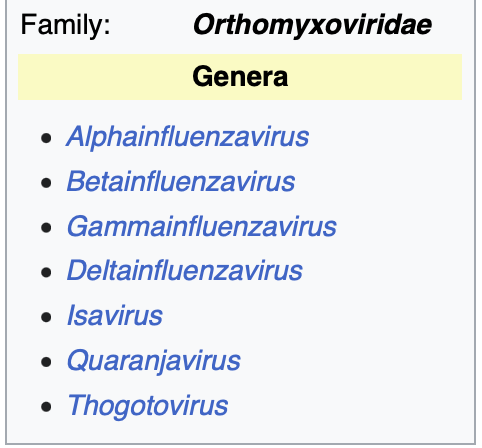 Family: Orthomyxoviridae
Genera
• Alphainfluenzavirus
• Betainfluenzavirus
• Gammainfluenzavirus
• Deltainfluenzavirus
• Isavirus
• Quaranjavirus
• Thogotovirus